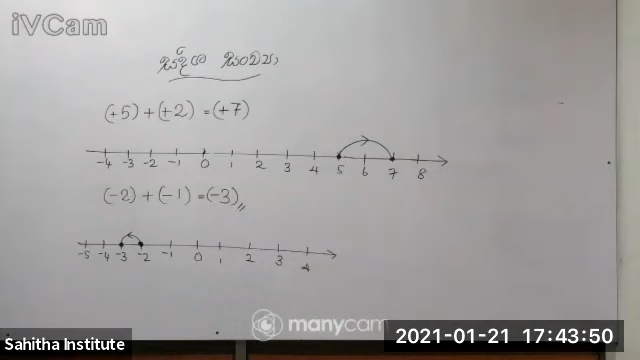 iVCam
සදිශ සංඛ්‍යා
(+5)+(+2)=(+7)
-4 -3 -2 -1 0 1 2 3 4 5 6 7 8
(-2)+(-1)=(-3)
-5 -4 -3 -2 -1 0 1 2 3 4
manycam
2021-01-21 17:43:50
Sahitha Institute